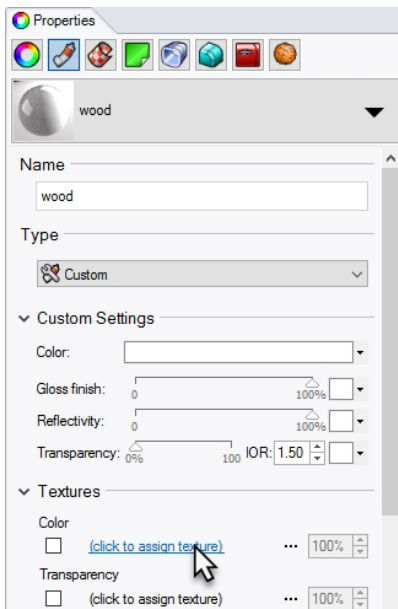 Properties
wood
Name
wood
Type
Custom
Custom Settings
Color:
Gloss finish: 0 100%
Reflectivity: 0 100%
Transparency: 0% 100 IOR: 1.50
Textures
Color
(click to assign texture) ... 100%
Transparency
(click to assign texture) ... 100%